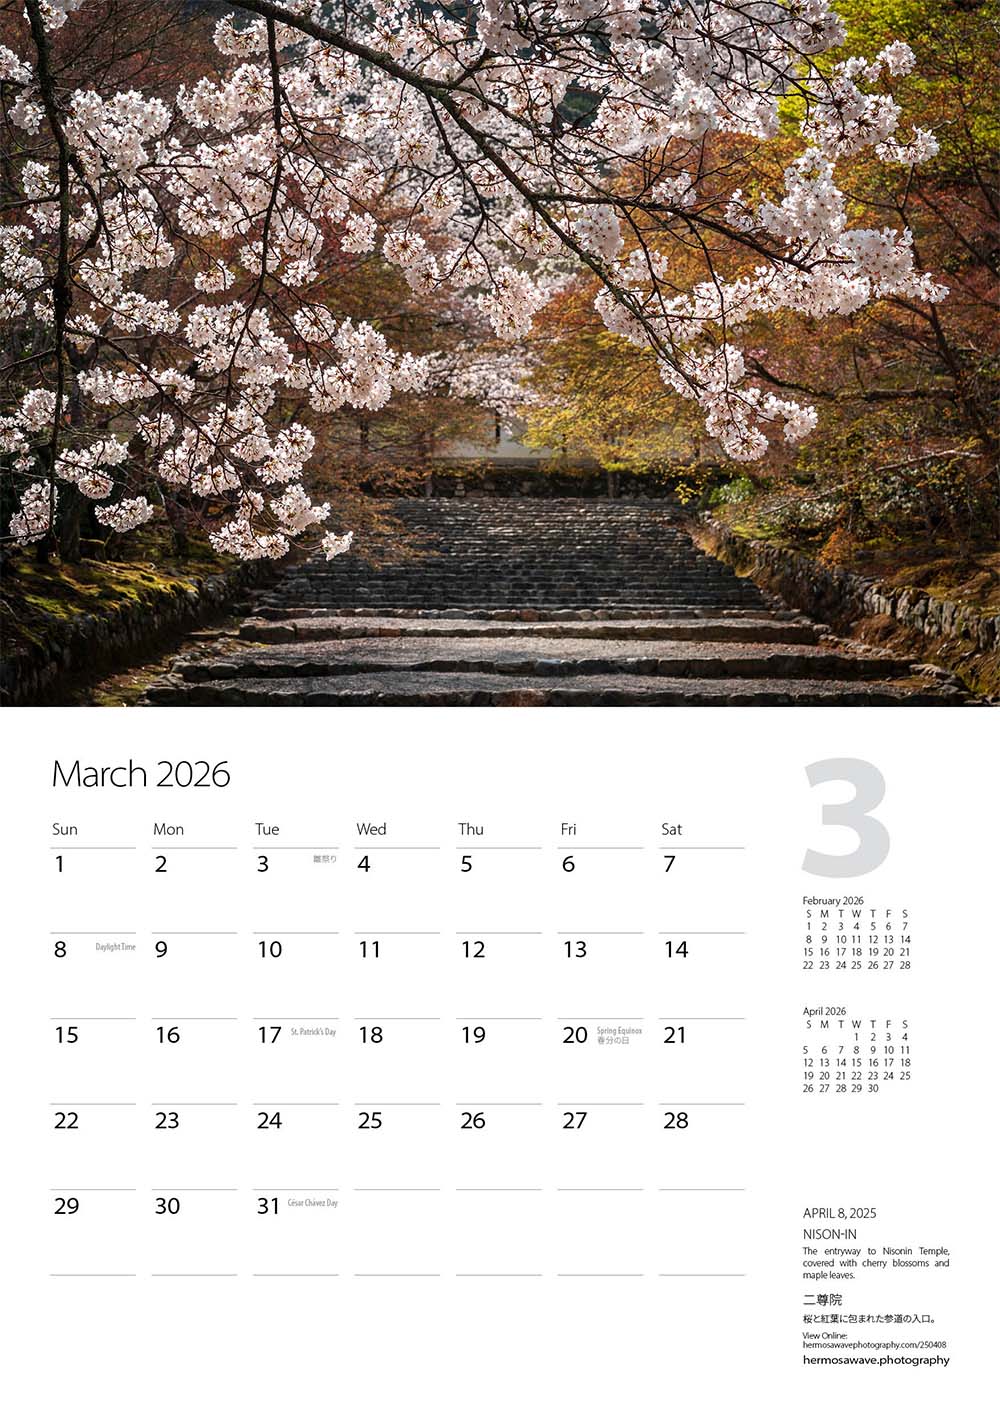 March 2026
Sun Mon Tue Wed Thu Fri Sat
1 2 3 雛祭り 4 5 6 7
8 Daylight Time 9 10 11 12 13 14
15 16 17 St. Patrick's Day 18 19 20 Spring Equinox
春分の日 21
22 23 24 25 26 27 28
29 30 31 César Chávez Day
3
February 2026
S M T W T F S
1 2 3 4 5 6 7
8 9 10 11 12 13 14
15 16 17 18 19 20 21
22 23 24 25 26 27 28
April 2026
S M T W T F S
1 2 3 4
5 6 7 8 9 10 11
12 13 14 15 16 17 18
19 20 21 22 23 24 25
26 27 28 29 30
APRIL 8, 2025
NISON-IN
The entryway to Nisonin Temple,
covered with cherry blossoms and
maple leaves.
二尊院
桜と紅葉に包まれた参道の入口。
View Online:
hermosawavephotography.com/250408
hermosawave.photography